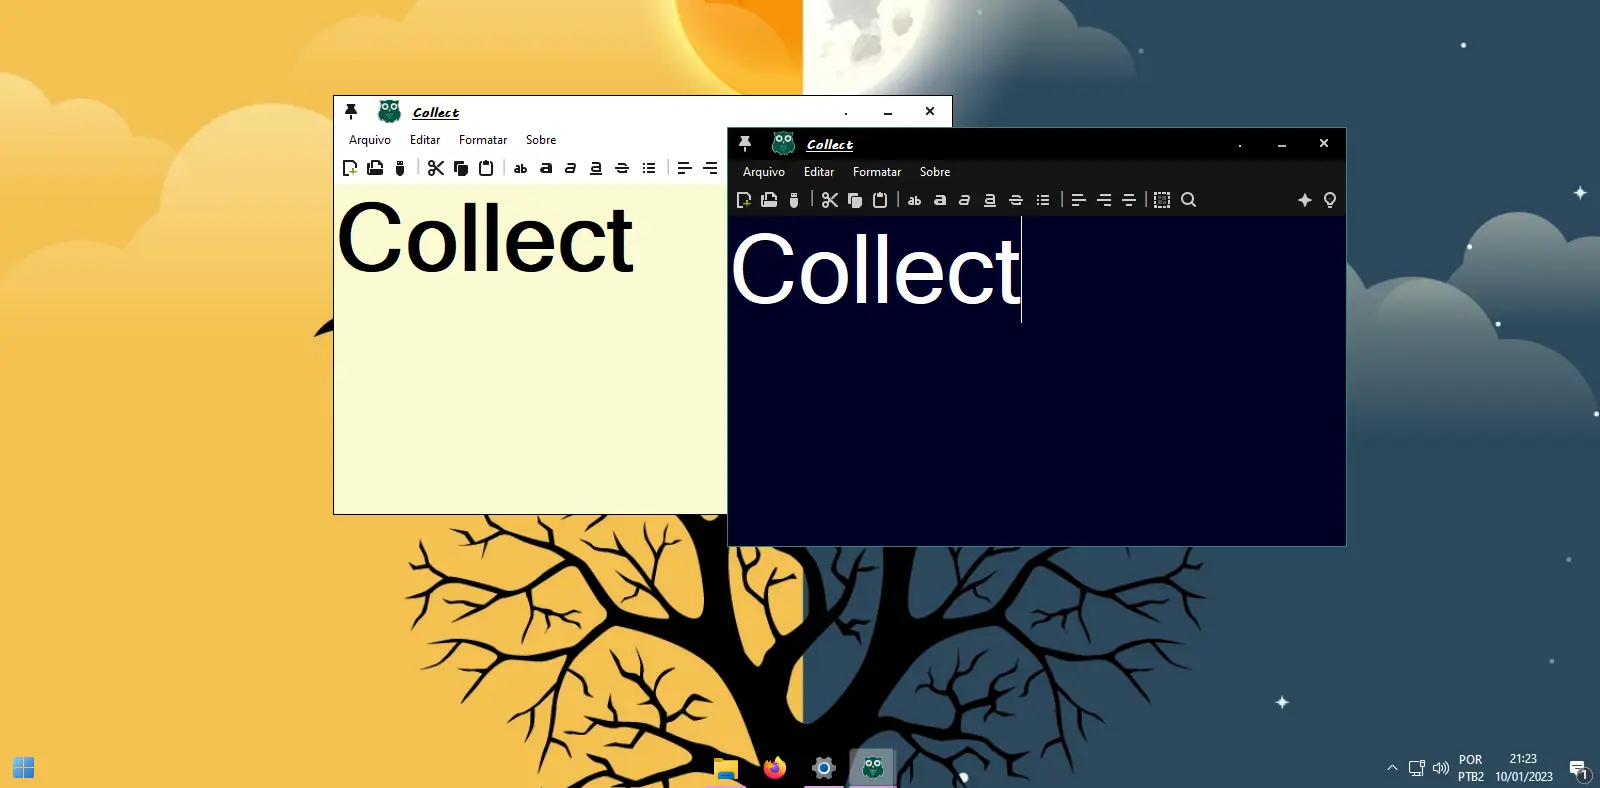 Collect
Arquivo Editar Formatar Sobre
ab a a a
Collect
Collect
Arquivo Editar Formatar Sobre
ab a a a
Collect
POR
PTB2
21:23
10/01/2023
1